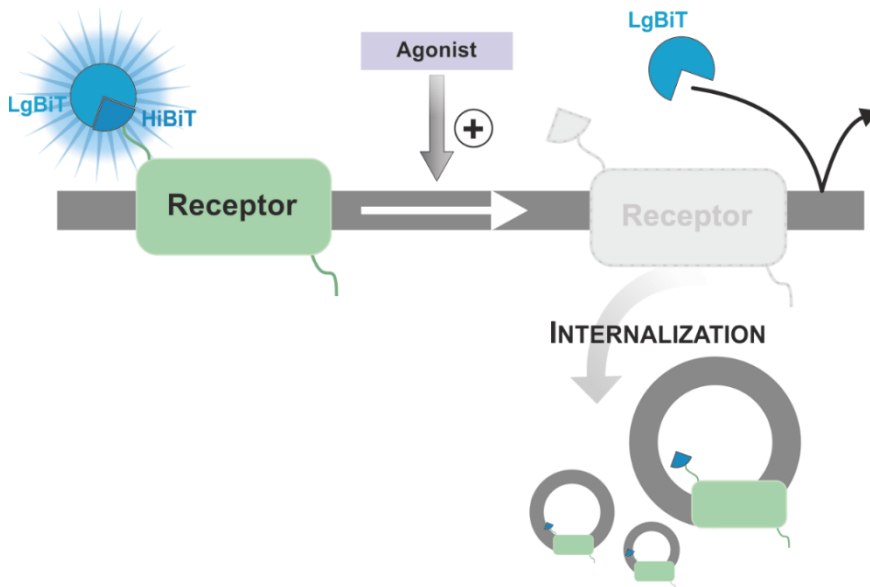 LgBiT
HiBiT
Receptor
Agonist
+
LgBiT
Receptor
INTERNALIZATION